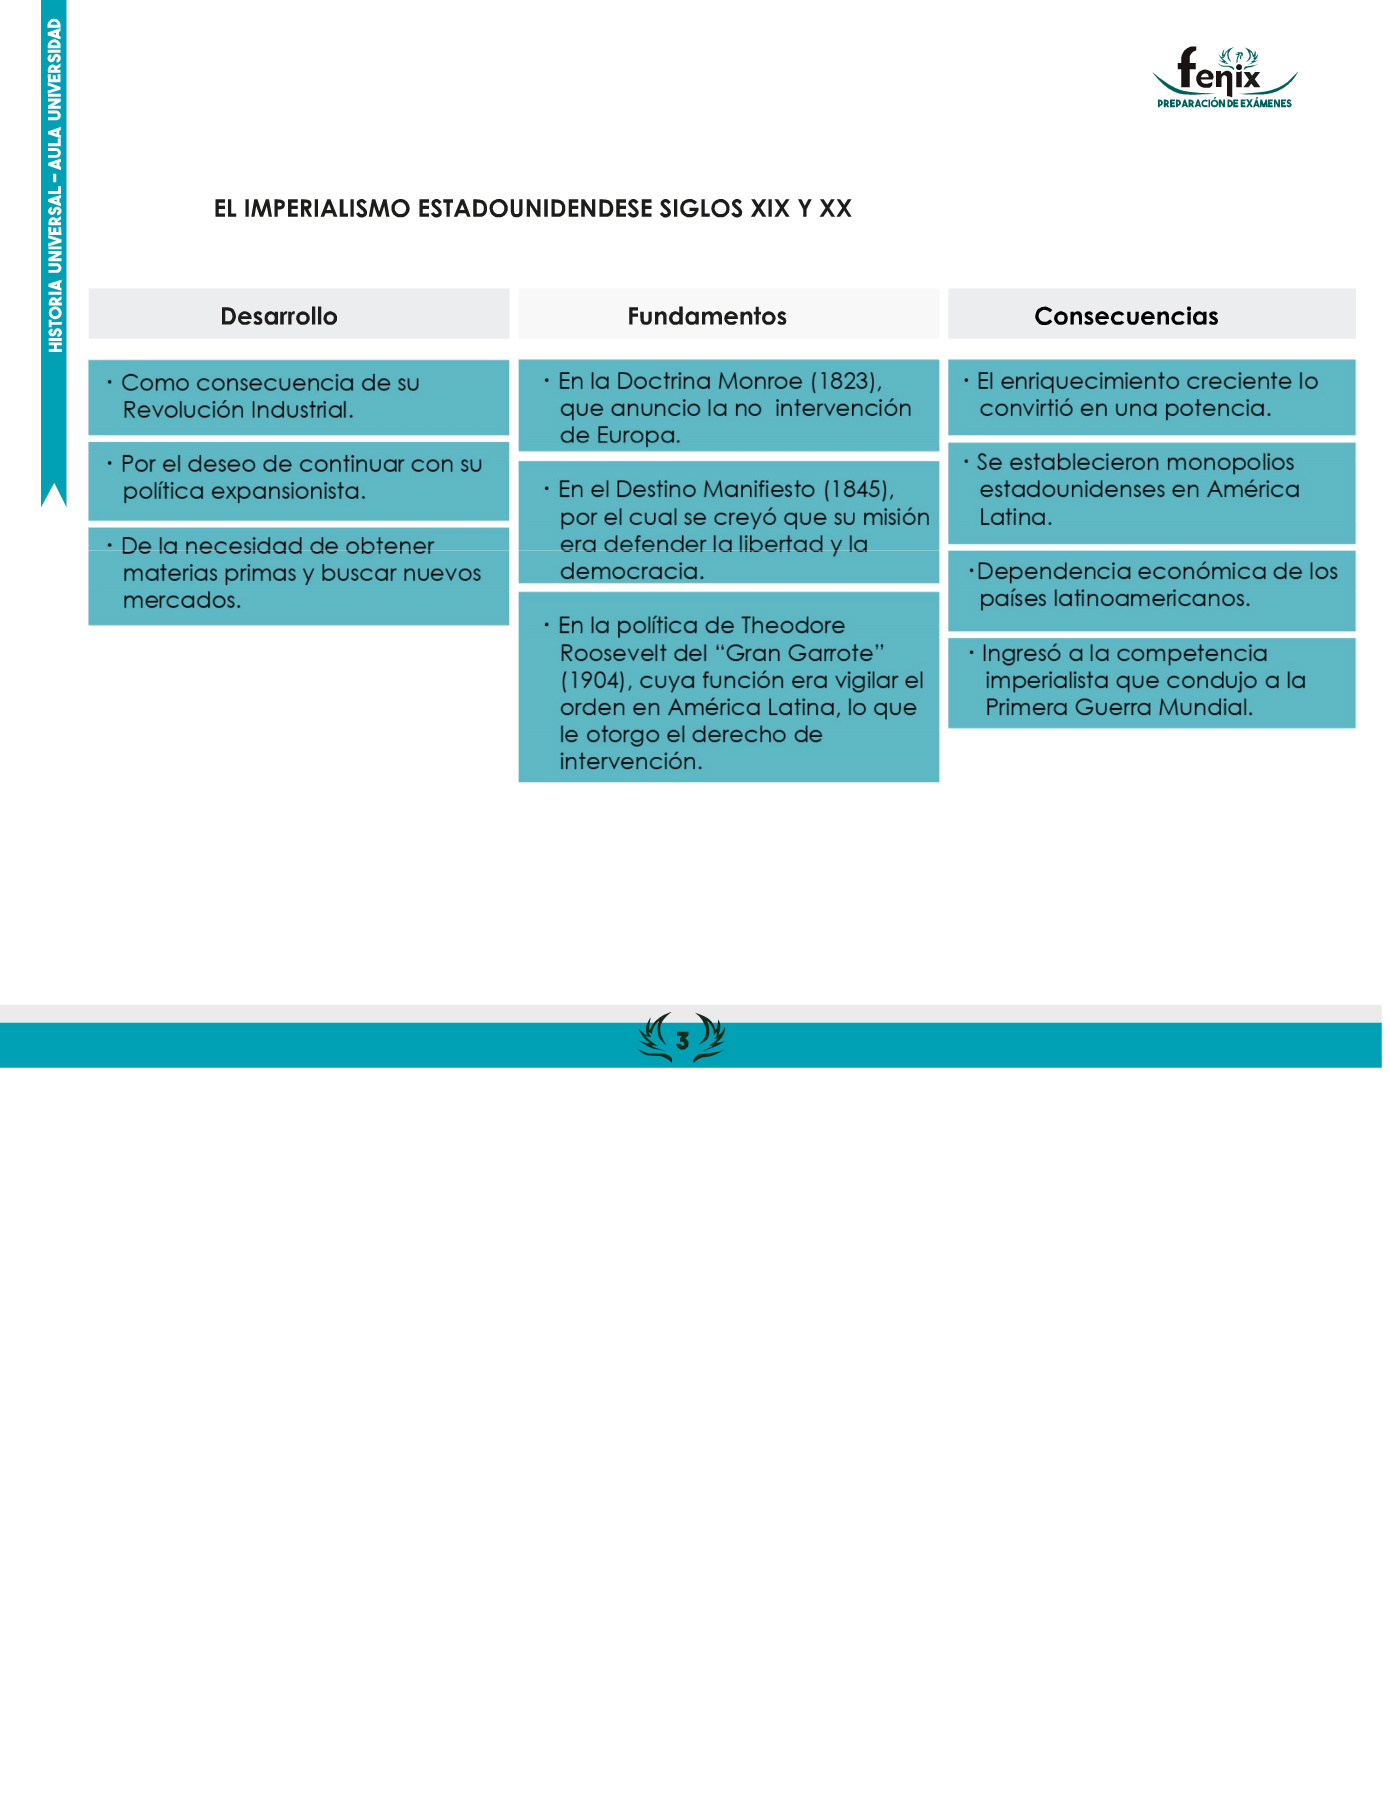 HISTORIA UNIVERSAL – AULA UNIVERSIDAD
fenix
PREPARACIÓN DE EXÁMENES
EL IMPERIALISMO ESTADOUNIDENDESE SIGLOS XIX Y XX
Desarrollo
· Como consecuencia de su
Revolución Industrial.
· Por el deseo de continuar con su
política expansionista.
· De la necesidad de obtener
materias primas y buscar nuevos
mercados.
Fundamentos
· En la Doctrina Monroe (1823),
que anuncio la no intervención
de Europa.
· En el Destino Manifiesto (1845),
por el cual se creyó que su misión
era defender la libertad y la
democracia.
· En la política de Theodore
Roosevelt del “Gran Garrote”
(1904), cuya función era vigilar el
orden en América Latina, lo que
le otorgo el derecho de
intervención.
Consecuencias
· El enriquecimiento creciente lo
convirtió en una potencia.
· Se establecieron monopolios
estadounidenses en América
Latina.
·Dependencia económica de los
países latinoamericanos.
· Ingresó a la competencia
imperialista que condujo a la
Primera Guerra Mundial.
3